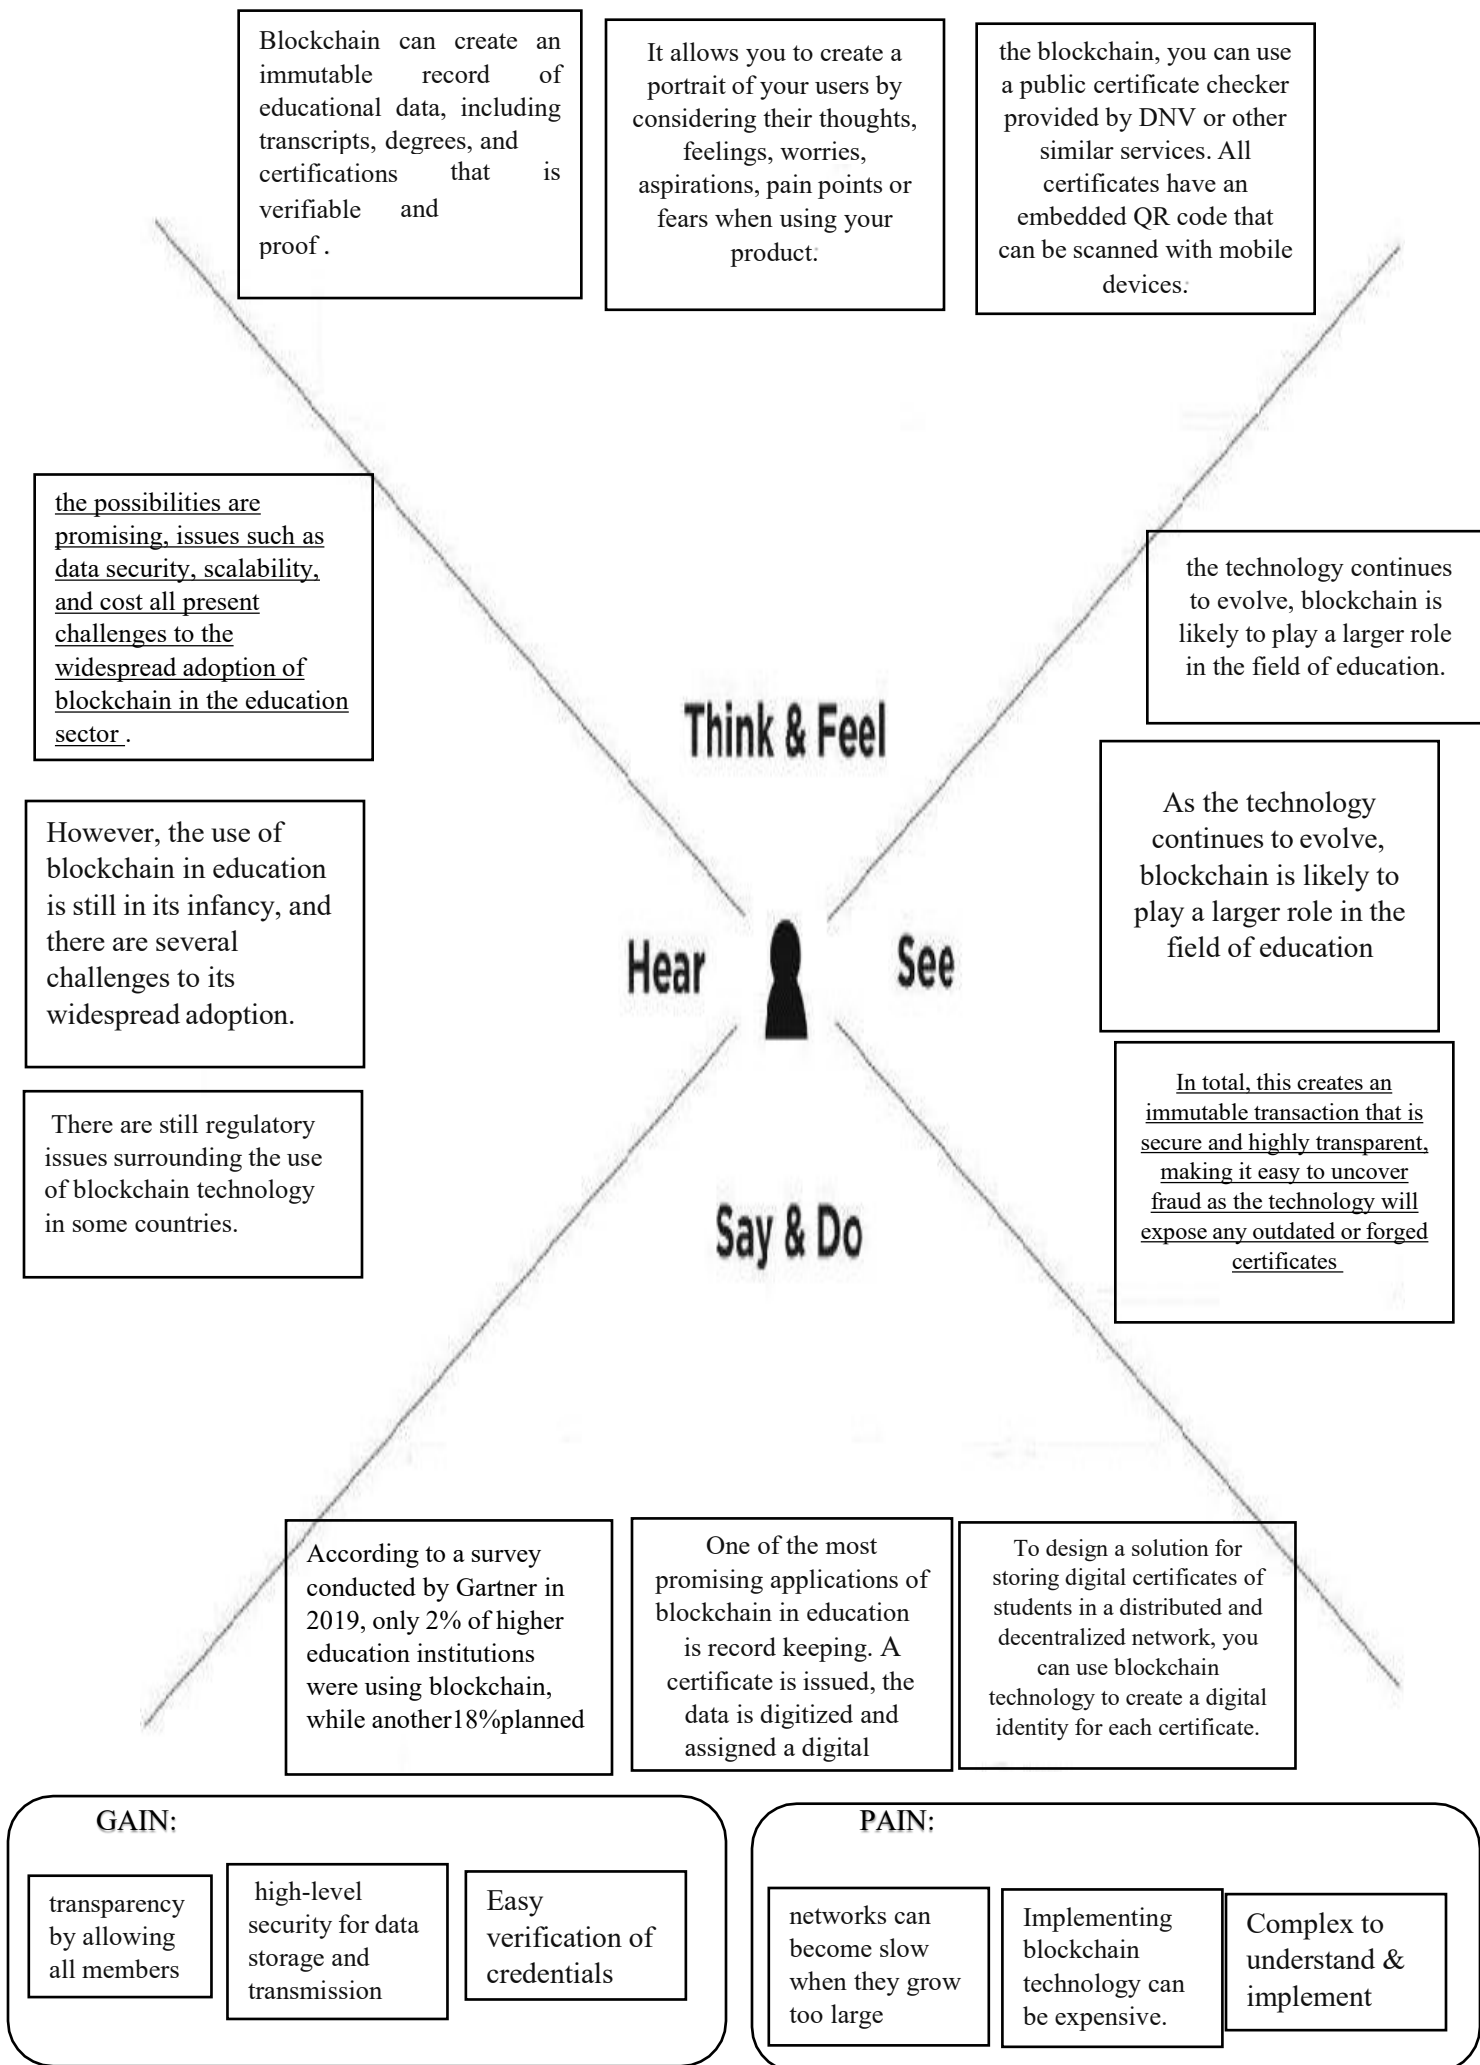 Blockchain can create an
immutable record of
educational data, including
transcripts, degrees, and
certifications that is
verifiable and
proof .
It allows you to create a
portrait of your users by
considering their thoughts,
feelings, worries,
aspirations, pain points or
fears when using your
product.
the blockchain, you can use
a public certificate checker
provided by DNV or other
similar services. All
certificates have an
embedded QR code that
can be scanned with mobile
devices.
the possibilities are
promising, issues such as
data security, scalability,
and cost all present
challenges to the
widespread adoption of
blockchain in the education
sector .
the technology continues
to evolve, blockchain is
likely to play a larger role
in the field of education.
Think & Feel
However, the use of
blockchain in education
is still in its infancy, and
there are several
challenges to its
widespread adoption.
As the technology
continues to evolve,
blockchain is likely to
play a larger role in the
field of education
Hear
See
There are still regulatory
issues surrounding the use
of blockchain technology
in some countries.
In total, this creates an
immutable transaction that is
secure and highly transparent,
making it easy to uncover
fraud as the technology will
expose any outdated or forged
certificates
Say & Do
According to a survey
conducted by Gartner in
2019, only 2% of higher
education institutions
were using blockchain,
while another18%planned
One of the most
promising applications of
blockchain in education
is record keeping. A
certificate is issued, the
data is digitized and
assigned a digital
To design a solution for
storing digital certificates of
students in a distributed and
decentralized network, you
can use blockchain
technology to create a digital
identity for each certificate.
GAIN:
transparency
by allowing
all members
high-level
security for data
storage and
transmission
Easy
verification of
credentials
PAIN:
networks can
become slow
when they grow
too large
Implementing
blockchain
technology can
be expensive.
Complex to
understand &
implement